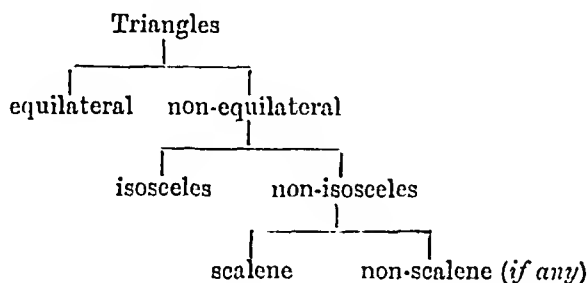 Triangles
equilateral non-equilateral
isosceles non-isosceles
scalene non-scalene (if any)